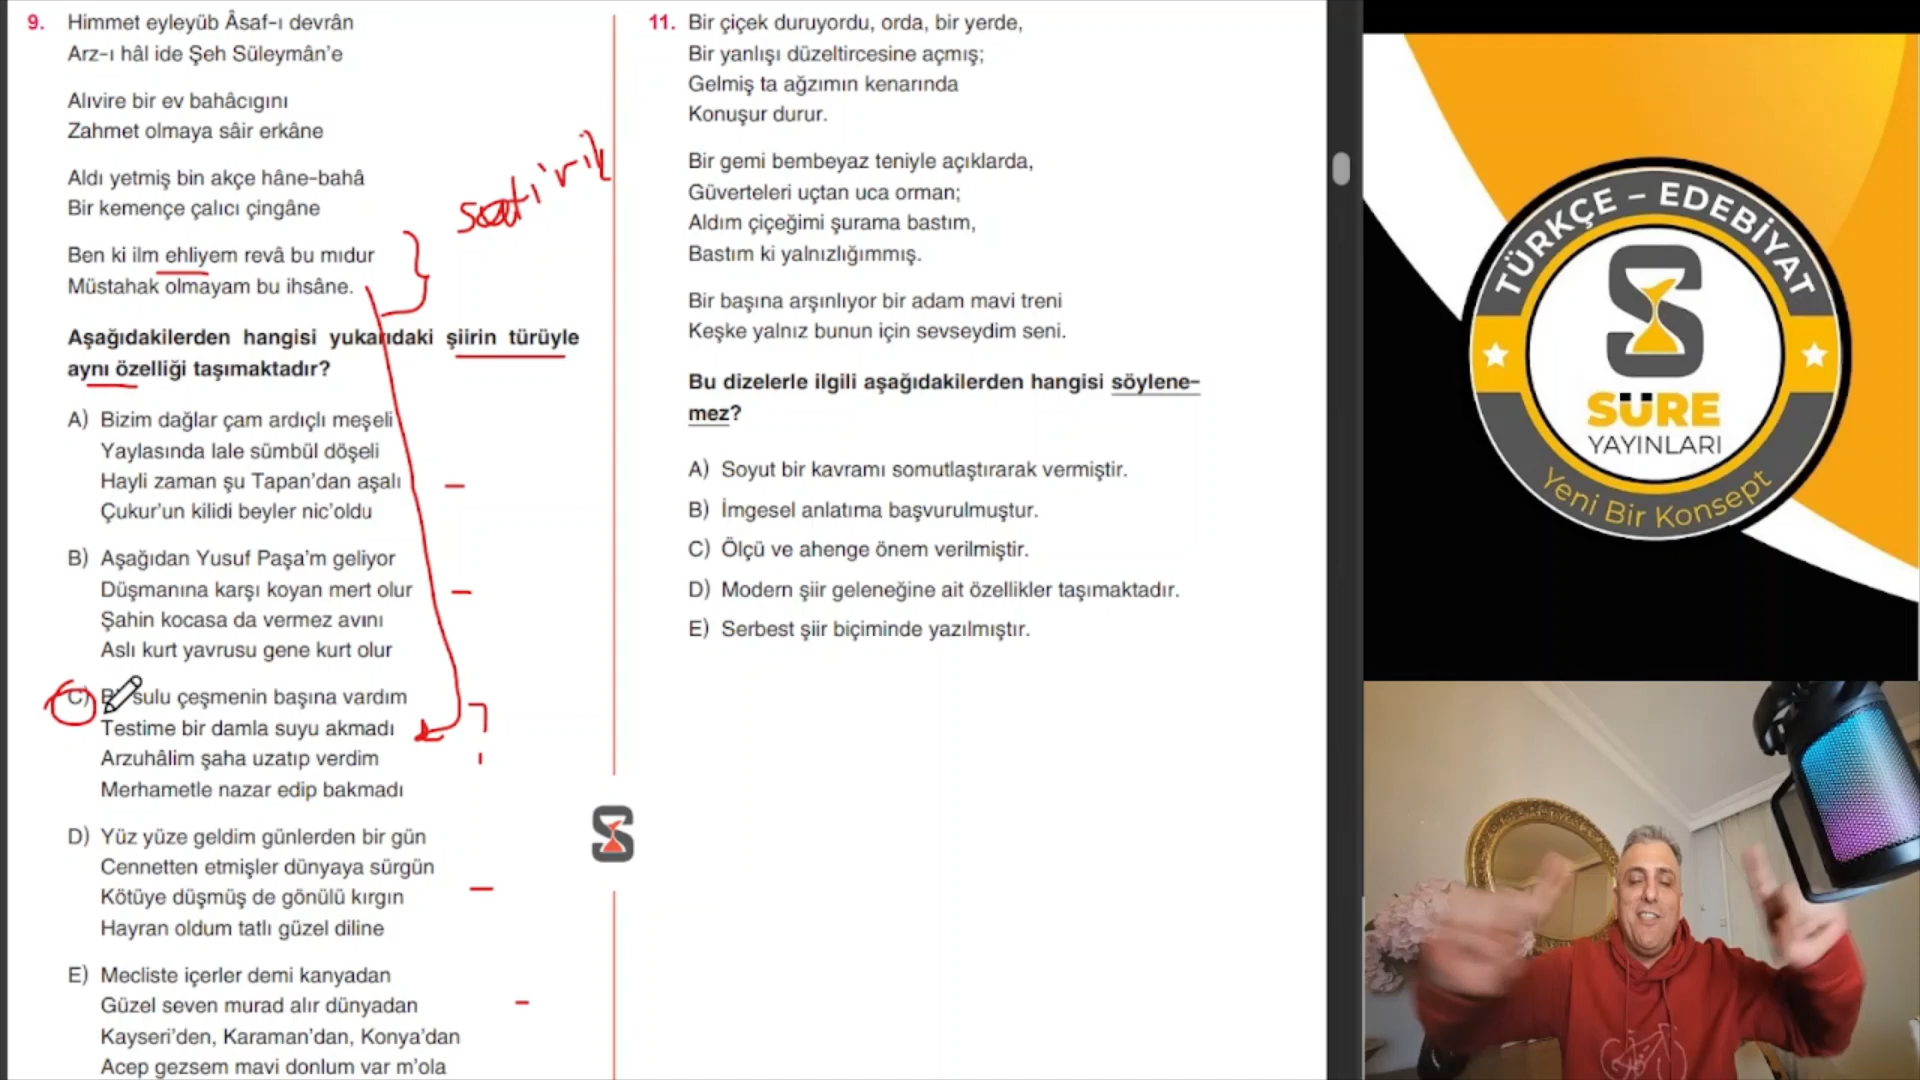 9. Himmet eyleyüb Âsaf-ı devrân
Arz-ı hâl ide Şeh Süleymân'e
Alıvire bir ev bahâcıgını
Zahmet olmaya sâir erkâne
Aldı yetmiş bin akçe hâne-bahâ
Bir kemençe çalıcı çingâne
Ben ki ilm ehliyem revâ bu mıdur
Müstahak olmayam bu ihsâne.
satirik
Aşağıdakilerden hangisi yukarıdaki şiirin türüyle
aynı özelliği taşımaktadır?
A) Bizim dağlar çam ardıçlı meşeli
Yaylasında lale sümbül döşeli
Hayli zaman şu Tapan'dan aşalı
Çukur'un kilidi beyler nic'oldu
B) Aşağıdan Yusuf Paşa'm geliyor
Düşmanına karşı koyan mert olur
Şahin kocasa da vermez avını
Aslı kurt yavrusu gene kurt olur
C) sulu çeşmenin başına vardım
Testime bir damla suyu akmadı
Arzuhâlim şaha uzatıp verdim
Merhametle nazar edip bakmadı
D) Yüz yüze geldim günlerden bir gün
Cennetten etmişler dünyaya sürgün
Kötüye düşmüş de gönülü kırgın
Hayran oldum tatlı güzel diline
E) Mecliste içerler demi kanyadan
Güzel seven murad alır dünyadan
Kayseri'den, Karaman'dan, Konya'dan
Acep gezsem mavi donlum var m'ola
11. Bir çiçek duruyordu, orda, bir yerde,
Bir yanlışı düzeltircesine açmış;
Gelmiş ta ağzımın kenarında
Konuşur durur.
Bir gemi bembeyaz teniyle açıklarda,
Güverteleri uçtan uca orman;
Aldım çiçeğimi şurama bastım,
Bastım ki yalnızlığımmış.
Bir başına arşınlıyor bir adam mavi treni
Keşke yalnız bunun için sevseydim seni.
Bu dizelerle ilgili aşağıdakilerden hangisi söylene-
mez?
A) Soyut bir kavramı somutlaştırarak vermiştir.
B) İmgesel anlatıma başvurulmuştur.
C) Ölçü ve ahenge önem verilmiştir.
D) Modern şiir geleneğine ait özellikler taşımaktadır.
E) Serbest şiir biçiminde yazılmıştır.
TÜRKÇE – EDEBİYAT
SÜRE
YAYINLARI
Yeni Bir Konsept